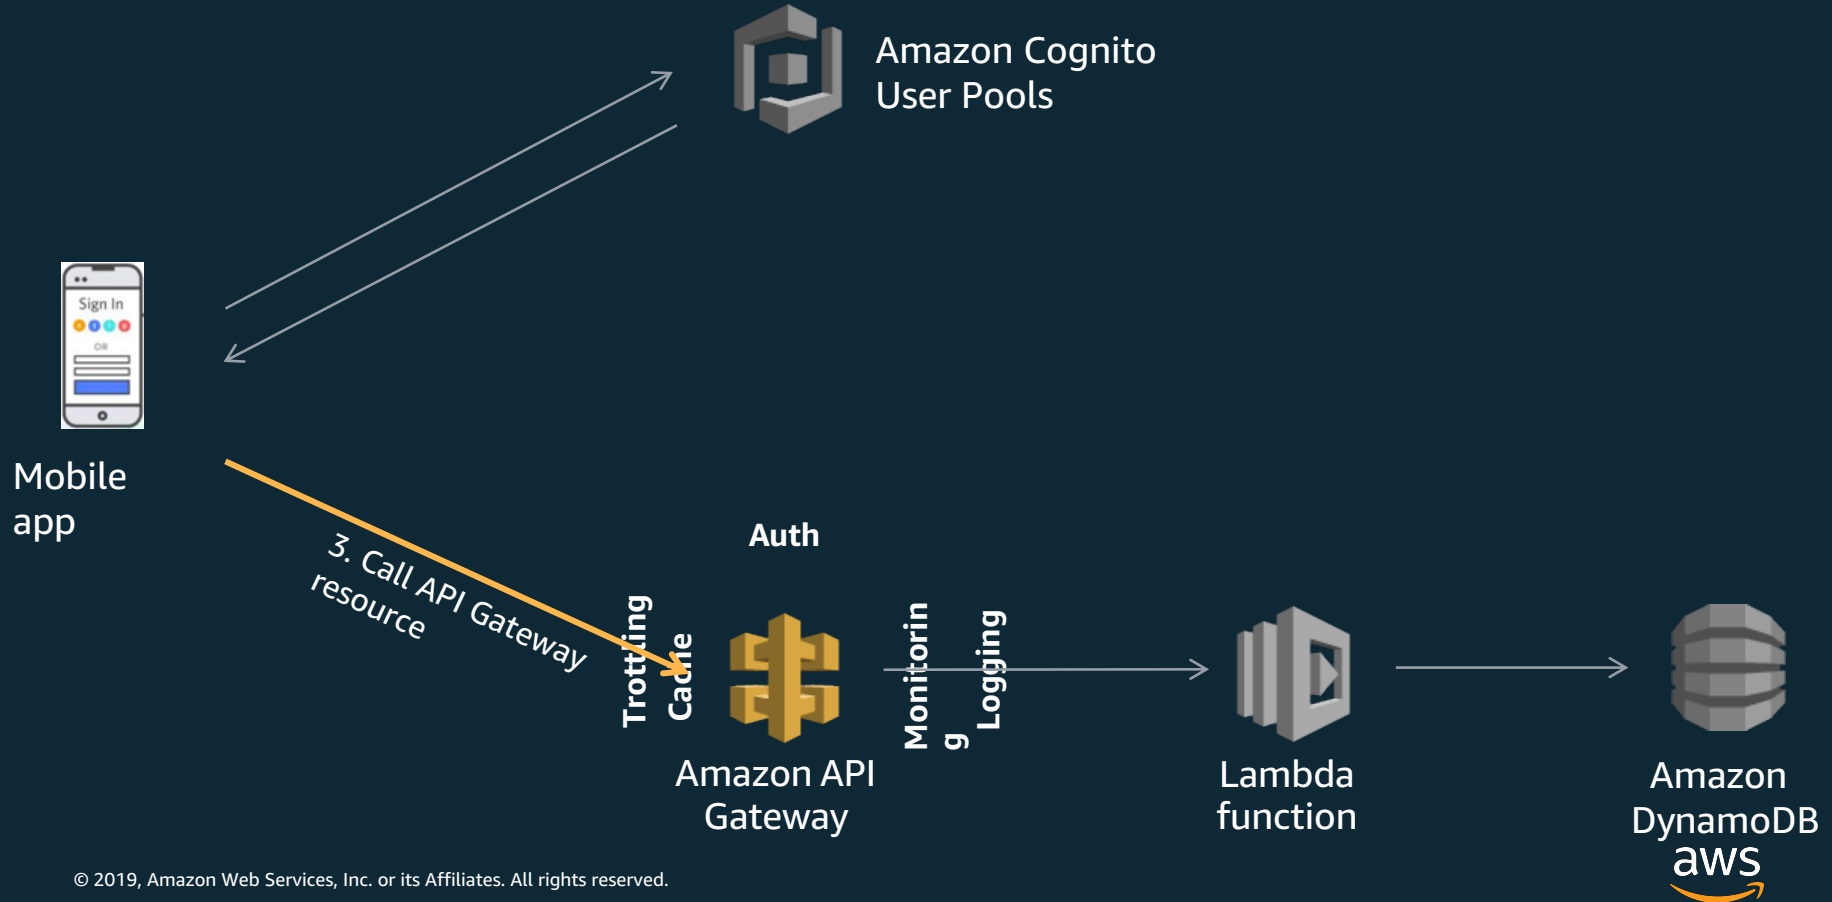 Amazon Cognito
User Pools
Sign In
OR
Mobile
app
3. Call API Gateway
resource
Auth
Trottling
Cache
Monitorin
g
Logging
Amazon API
Gateway
Lambda
function
Amazon
DynamoDB
© 2019, Amazon Web Services, Inc. or its Affiliates. All rights reserved.
aws